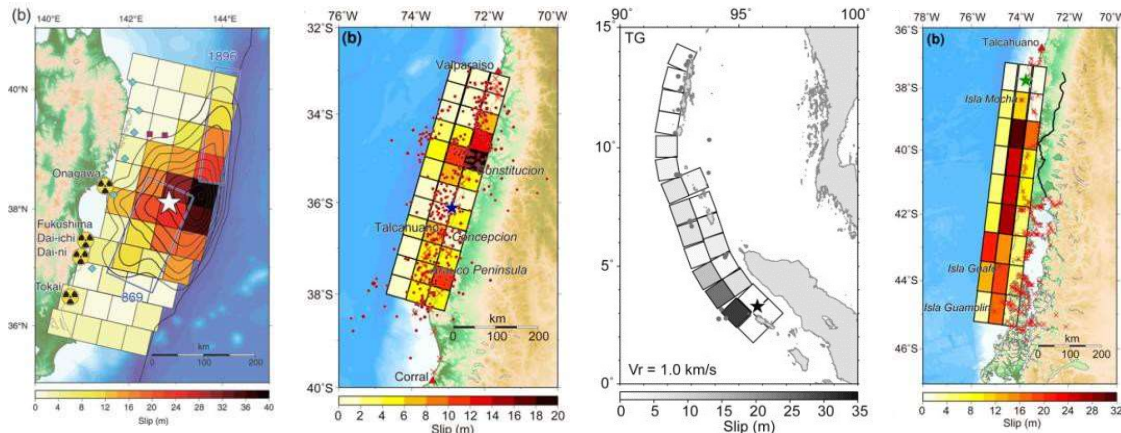 (b)
142°E 144°E
1896
40°N
Onagawa
38°N
Fukushima
Dai-ichi
Dai-ni
Tokai
869
36°N
km
0 100 200
0 4 8 12 16 20 24 28 32 36 40
Slip (m)
76°W 74°W 72°W 70°W
(b)
Valparaiso
32°S
34°S
Constitucion
36°S
Talcahuano
Concepcion
Arauco Peninsula
38°S
km
0 100 200
Corral
40°S
0 2 4 6 8 10 12 14 16 18 20
Slip (m)
90° 95° 100°
15°
TG
10°
5°
Vr = 1.0 km/s
0°
0 5 10 15 20 25 30 35
Slip (m)
78°W 76°W 74°W 72°W 70°W
(b)
Talcahuano
38°S
Isla Mocha
40°S
42°S
Isla Guafo
44°S
Isla Guamblin
46°S
km
0 100 200
0 4 8 12 16 20 24 28 32
Slip (m)